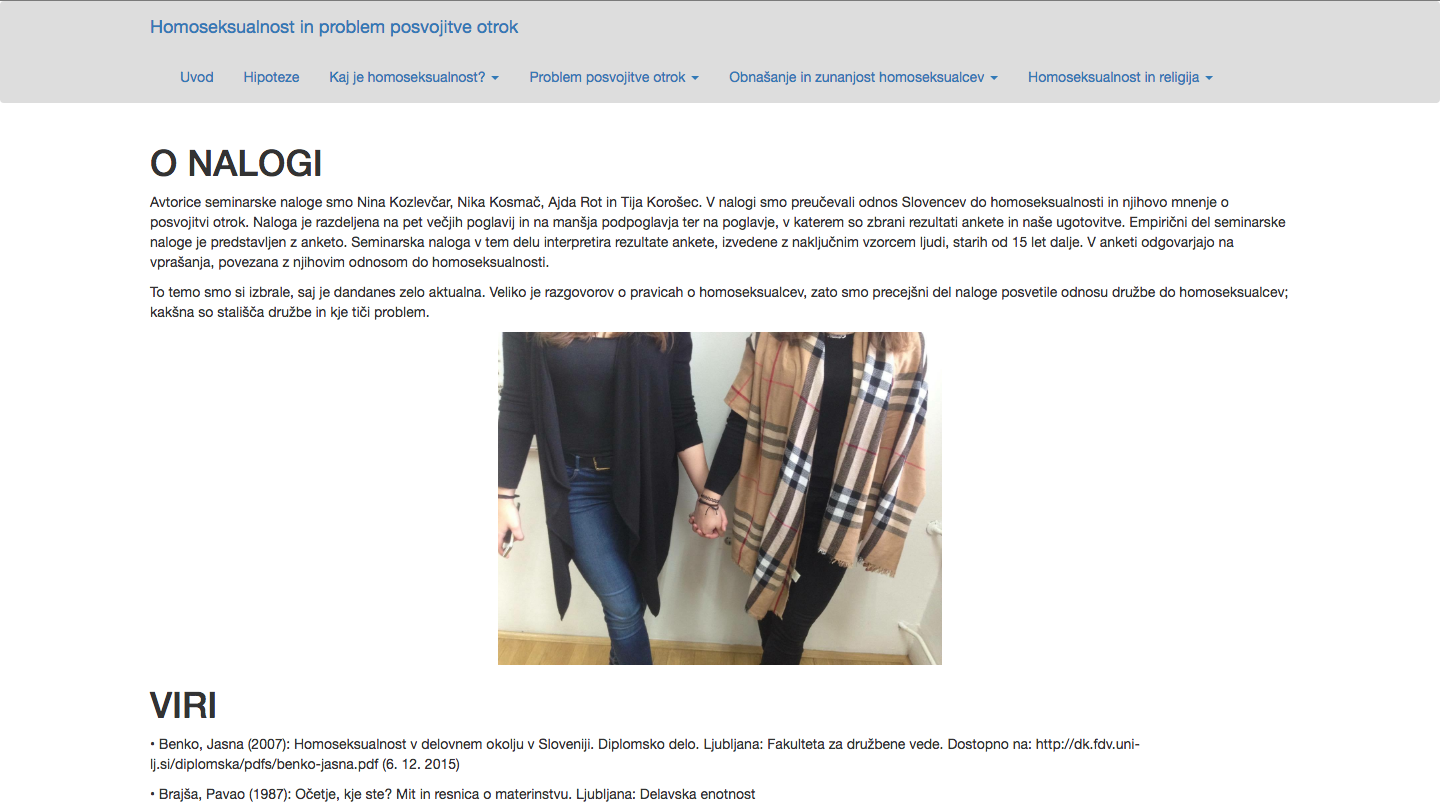 Homoseksualnost in problem posvojitve otrok
Uvod Hipoteze Kaj je homoseksualnost? Problem posvojitve otrok Obnašanje in zunanjost homoseksualcev Homoseksualnost in religija
O NALOGI
Avtorice seminarske naloge smo Nina Kozlevčar, Nika Kosmač, Ajda Rot in Tija Korošec. V nalogi smo preučevali odnos Slovencev do homoseksualnosti in njihovo mnenje o
posvojitvi otrok. Naloga je razdeljena na pet večjih poglavij in na manšja podpoglavja ter na poglavje, v katerem so zbrani rezultati ankete in naše ugotovitve. Empirični del seminarske
naloge je predstavljen z anketo. Seminarska naloga v tem delu interpretira rezultate ankete, izvedene z naključnim vzorcem ljudi, starih od 15 let dalje. V anketi odgovarjajo na
vprašanja, povezana z njihovim odnosom do homoseksualnosti.
To temo smo si izbrale, saj je dandanes zelo aktualna. Veliko je razgovorov o pravicah o homoseksualcev, zato smo precejšni del naloge posvetile odnosu družbe do homoseksualcev;
kakšna so stališča družbe in kje tiči problem.
VIRI
• Benko, Jasna (2007): Homoseksualnost v delovnem okolju v Sloveniji. Diplomsko delo. Ljubljana: Fakulteta za družbene vede. Dostopno na: http://dk.fdv.uni-
lj.si/diplomska/pdfs/benko-jasna.pdf (6. 12. 2015)
• Brajša, Pavao (1987): Očetje, kje ste? Mit in resnica o materinstvu. Ljubljana: Delavska enotnost